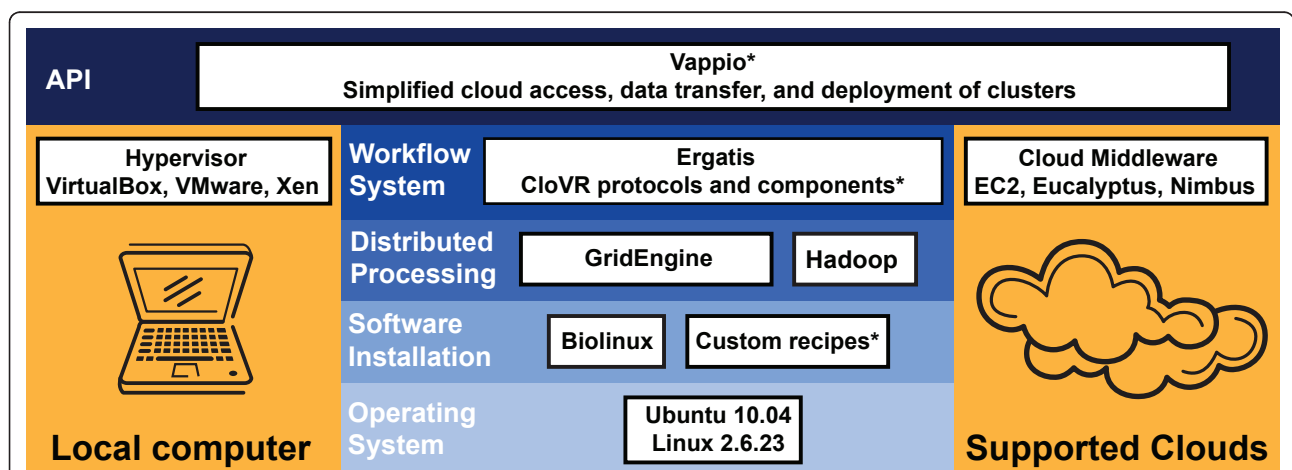 API
Vappio*
Simplified cloud access, data transfer, and deployment of clusters
Hypervisor
VirtualBox, VMware, Xen
Local computer
Workflow
System
Ergatis
CloVR protocols and components*
Distributed
Processing
GridEngine
Hadoop
Software
Installation
Biolinux
Custom recipes*
Operating
System
Ubuntu 10.04
Linux 2.6.23
Cloud Middleware
EC2, Eucalyptus, Nimbus
Supported Clouds